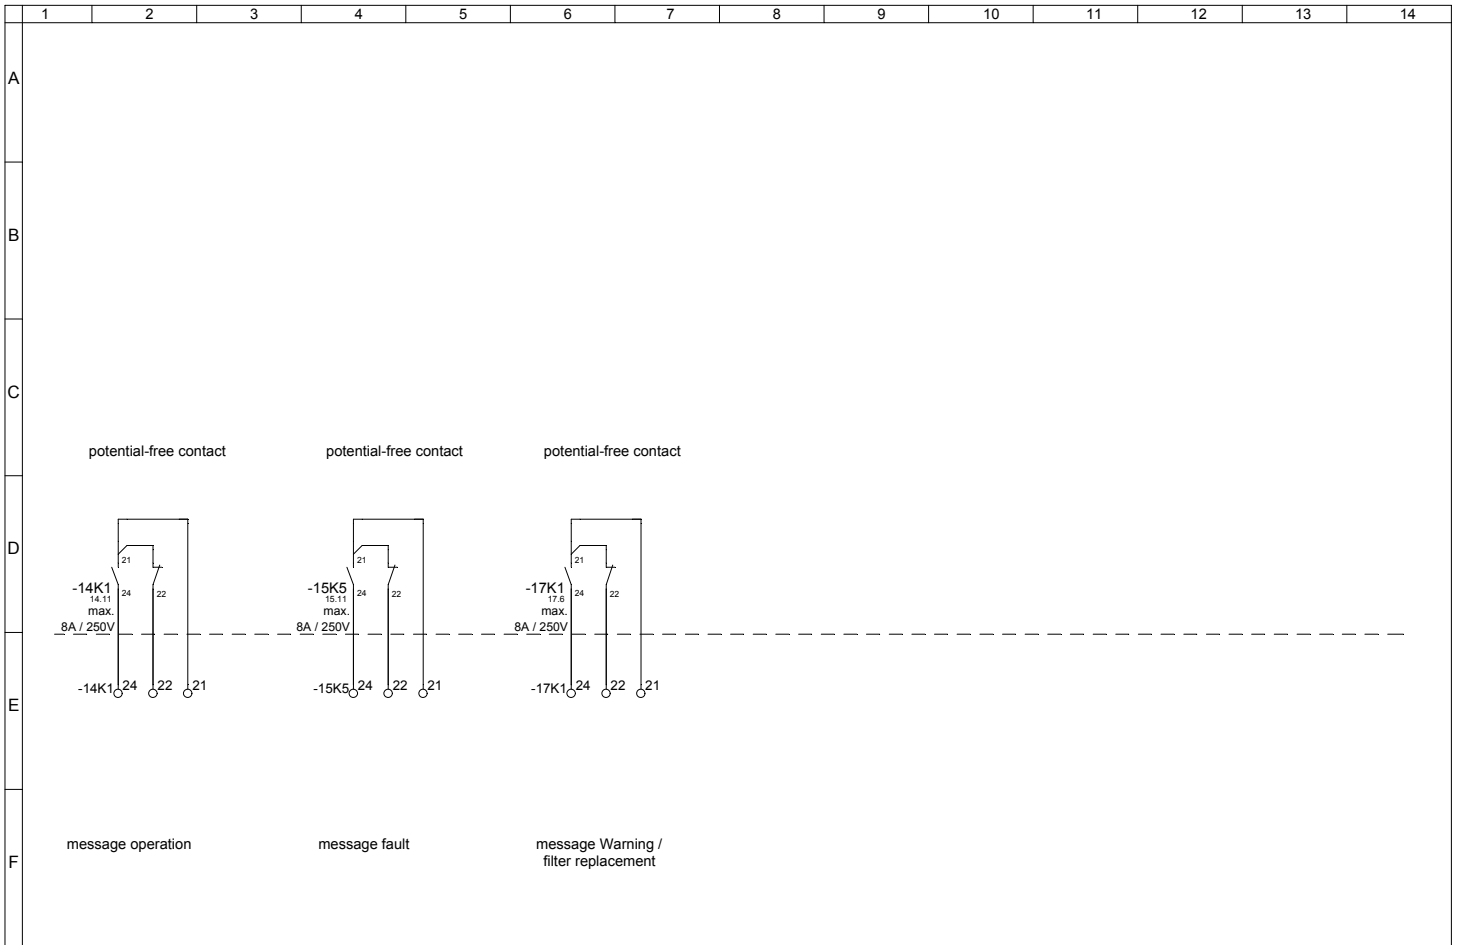 1 2 3 4 5 6 7 8 9 10 11 12 13 14
A
B
C
potential-free contact potential-free contact potential-free contact
D
21 21 21
-14K1 24 22 -15K5 24 22 -17K1 24 22
14.11 15.11 17.6
max. max. max.
8A / 250V 8A / 250V 8A / 250V
-14K1 24 22 21 -15K5 24 22 21 -17K1 24 22 21
E
message operation message fault message Warning /
filter replacement
F